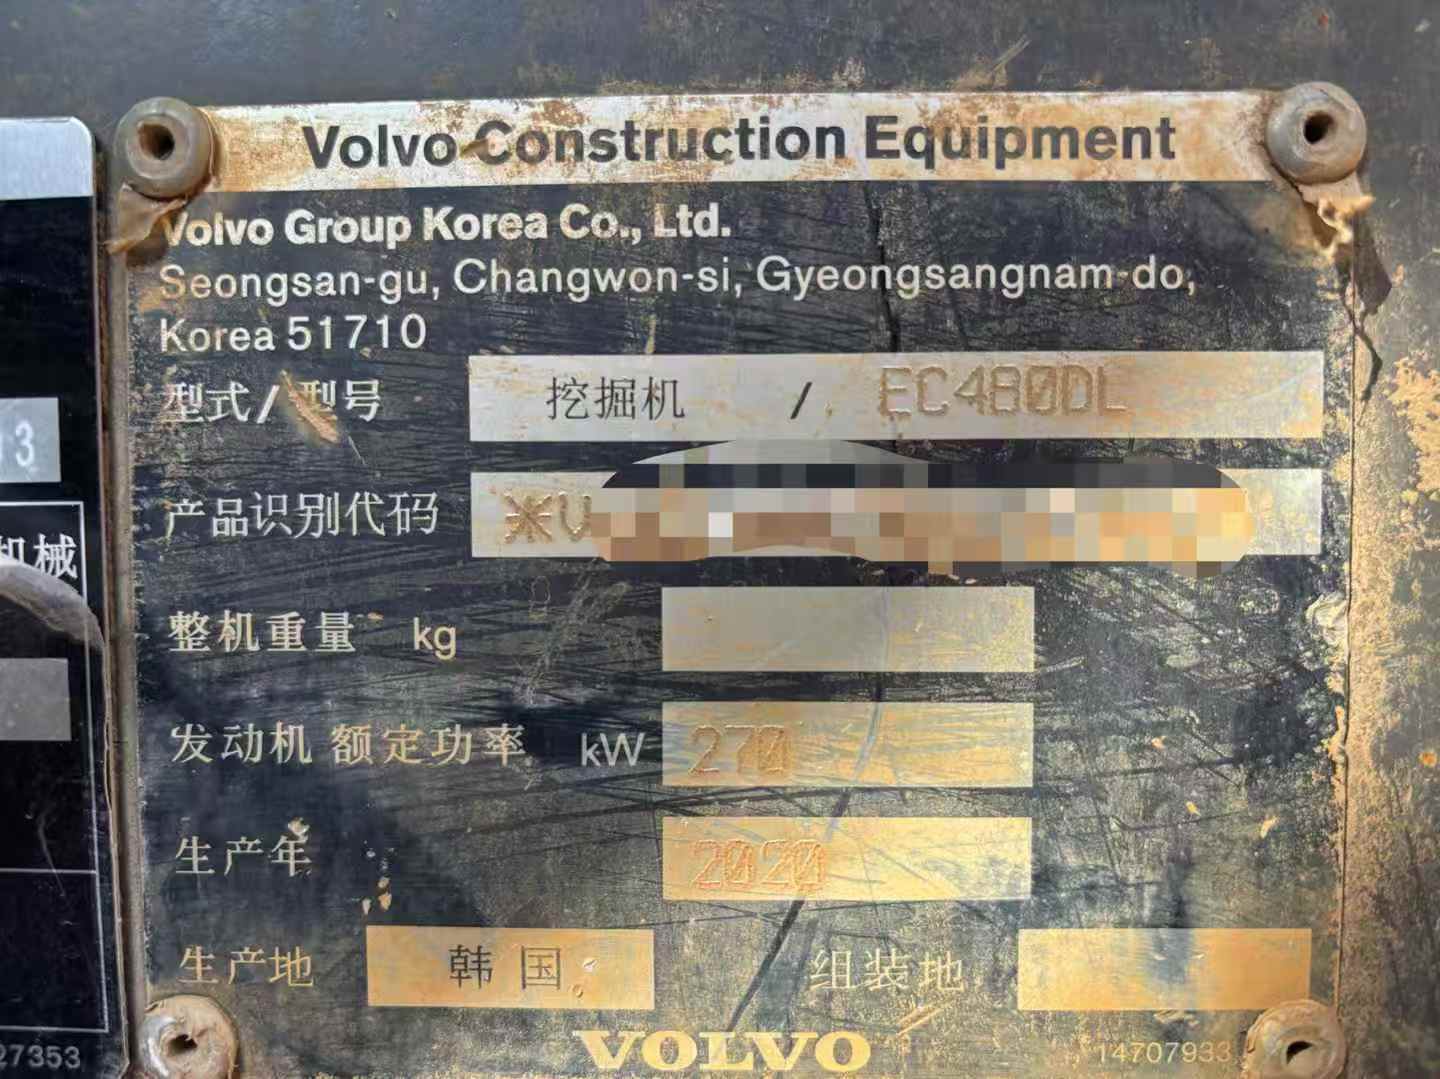 Volvo Construction Equipment
Volvo Group Korea Co., Ltd.
Seongsan-gu, Changwon-si, Gyeongsangnam-do,
Korea 51710
型式/型号 挖掘机 / EC480DL
产品识别代码 *V
整机重量 kg
发动机 额定功率 kW 270
生产年 2020
生产地 韩国 组装地
VOLVO
14707933
13
机械
27353